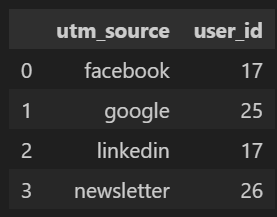 utm_source user_id
0 facebook 17
1 google 25
2 linkedin 17
3 newsletter 26